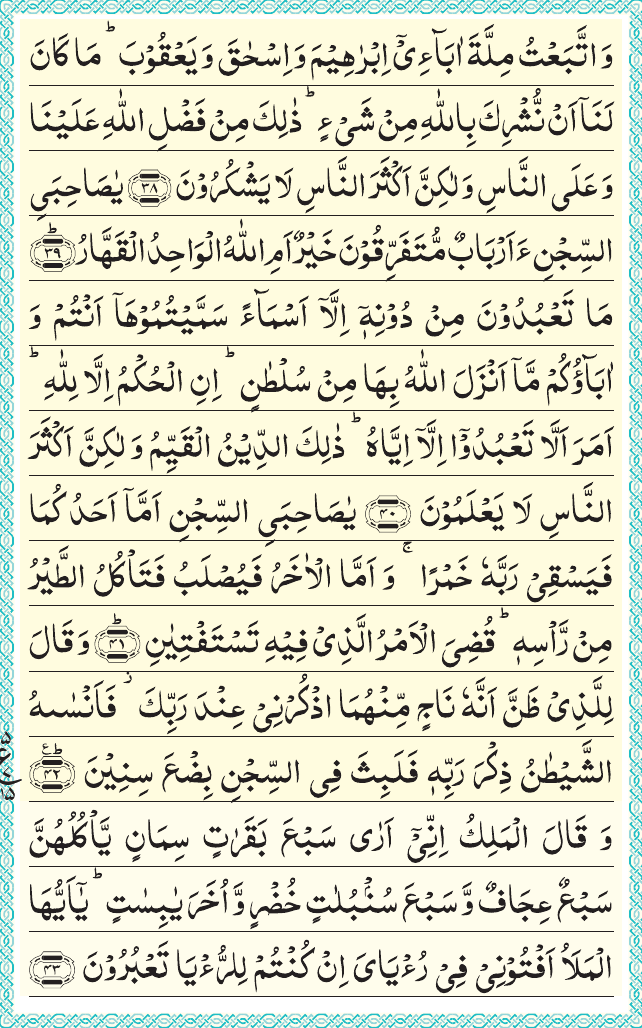 وَاتَّبَعْتُ مِلَّةَ اٰبَآءِیْۤ اِبْرٰهِیْمَ وَاِسْحٰقَ وَیَعْقُوْبَ ؕ مَا كَانَ
لَنَاۤ اَنْ نُّشْرِكَ بِاللّٰهِ مِنْ شَیْءٍ ؕ ذٰلِكَ مِنْ فَضْلِ اللّٰهِ عَلَیْنَا
وَعَلَی النَّاسِ وَلٰكِنَّ اَكْثَرَ النَّاسِ لَا یَشْكُرُوْنَ ﴿۳۸﴾ یٰصَاحِبَیِ
السِّجْنِ ءَاَرْبَابٌ مُّتَفَرِّقُوْنَ خَیْرٌ اَمِ اللّٰهُ الْوَاحِدُ الْقَهَّارُ ﴿ؕ۳۹﴾
مَا تَعْبُدُوْنَ مِنْ دُوْنِهٖۤ اِلَّاۤ اَسْمَآءً سَمَّیْتُمُوْهَاۤ اَنْتُمْ وَ
اٰبَآؤُكُمْ مَّاۤ اَنْزَلَ اللّٰهُ بِهَا مِنْ سُلْطٰنٍ ؕ اِنِ الْحُكْمُ اِلَّا لِلّٰهِ ؕ
اَمَرَ اَلَّا تَعْبُدُوْۤا اِلَّاۤ اِیَّاهُ ؕ ذٰلِكَ الدِّیْنُ الْقَیِّمُ وَلٰكِنَّ اَكْثَرَ
النَّاسِ لَا یَعْلَمُوْنَ ﴿۴۰﴾ یٰصَاحِبَیِ السِّجْنِ اَمَّاۤ اَحَدُكُمَا
فَیَسْقِیْ رَبَّهٗ خَمْرًا ۚ وَاَمَّا الْاٰخَرُ فَیُصْلَبُ فَتَاْكُلُ الطَّیْرُ
مِنْ رَّاْسِهٖ ؕ قُضِیَ الْاَمْرُ الَّذِیْ فِیْهِ تَسْتَفْتِیٰنِ ﴿ؕ۴۱﴾ وَقَالَ
لِلَّذِیْ ظَنَّ اَنَّهٗ نَاجٍ مِّنْهُمَا اذْكُرْنِیْ عِنْدَ رَبِّكَ ۫ فَاَنْسٰىهُ
الشَّیْطٰنُ ذِكْرَ رَبِّهٖ فَلَبِثَ فِی السِّجْنِ بِضْعَ سِنِیْنَ ﴿ؕ۴۲﴾
وَ قَالَ الْمَلِكُ اِنِّیْۤ اَرٰی سَبْعَ بَقَرٰتٍ سِمَانٍ یَّاْكُلُهُنَّ
سَبْعٌ عِجَافٌ وَّسَبْعَ سُنْۢبُلٰتٍ خُضْرٍ وَّاُخَرَ یٰبِسٰتٍ ؕ یٰۤاَیُّهَا
الْمَلَاُ اَفْتُوْنِیْ فِیْ رُءْیَایَ اِنْ كُنْتُمْ لِلرُّءْیَا تَعْبُرُوْنَ ﴿۴۳﴾